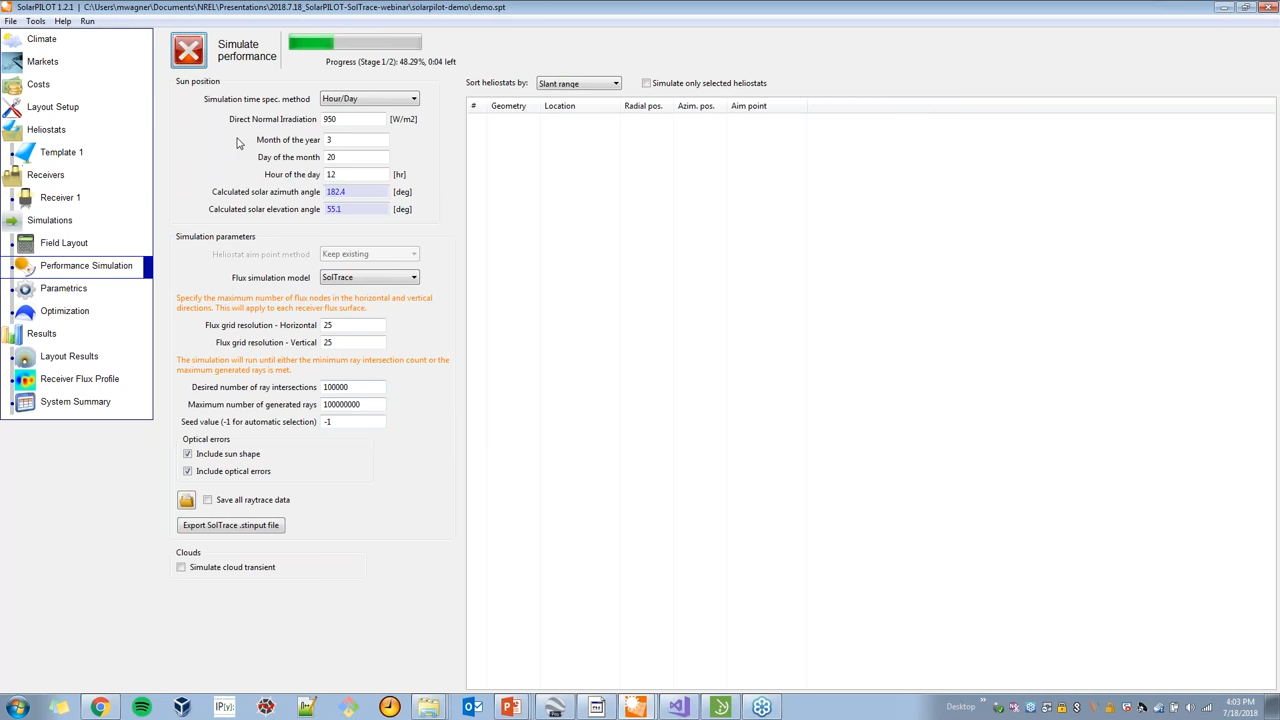 SolarPILOT 1.2.1 | C:\Users\mwagner\Documents\NREL\Presentations\2018.7.18_SolarPILOT-SolTrace-webinar\solarpilot-demo\demo.spt
File Tools Help Run
Climate
Markets
Costs
Layout Setup
Heliostats
Template 1
Receivers
Receiver 1
Simulations
Field Layout
Performance Simulation
Parametrics
Optimization
Results
Layout Results
Receiver Flux Profile
System Summary
Simulate
performance
Progress (Stage 1/2): 48.29%, 0:04 left
Sun position
Simulation time spec. method Hour/Day
Direct Normal Irradiation 950 [W/m2]
Month of the year 3
Day of the month 20
Hour of the day 12 [hr]
Calculated solar azimuth angle 182.4 [deg]
Calculated solar elevation angle 55.1 [deg]
Simulation parameters
Heliostat aim point method Keep existing
Flux simulation model SolTrace
Specify the maximum number of flux nodes in the horizontal and vertical
directions. This will apply to each receiver flux surface.
Flux grid resolution - Horizontal 25
Flux grid resolution - Vertical 25
The simulation will run until either the minimum ray intersection count or the
maximum generated rays is met.
Desired number of ray intersections 100000
Maximum number of generated rays 100000000
Seed value (-1 for automatic selection) -1
Optical errors
Include sun shape
Include optical errors
Save all raytrace data
Export SolTrace .stinput file
Clouds
Simulate cloud transient
Sort heliostats by: Slant range Simulate only selected heliostats
# Geometry Location Radial pos. Azim. pos. Aim point
IP[y]:
Desktop »
4:03 PM
7/18/2018